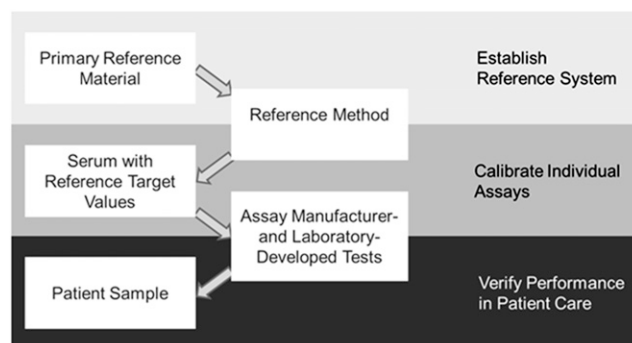 Primary Reference
Material
Establish
Reference System
Reference Method
Serum with
Reference Target
Values
Calibrate Individual
Assays
Assay Manufacturer-
and Laboratory-
Developed Tests
Patient Sample
Verify Performance
in Patient Care